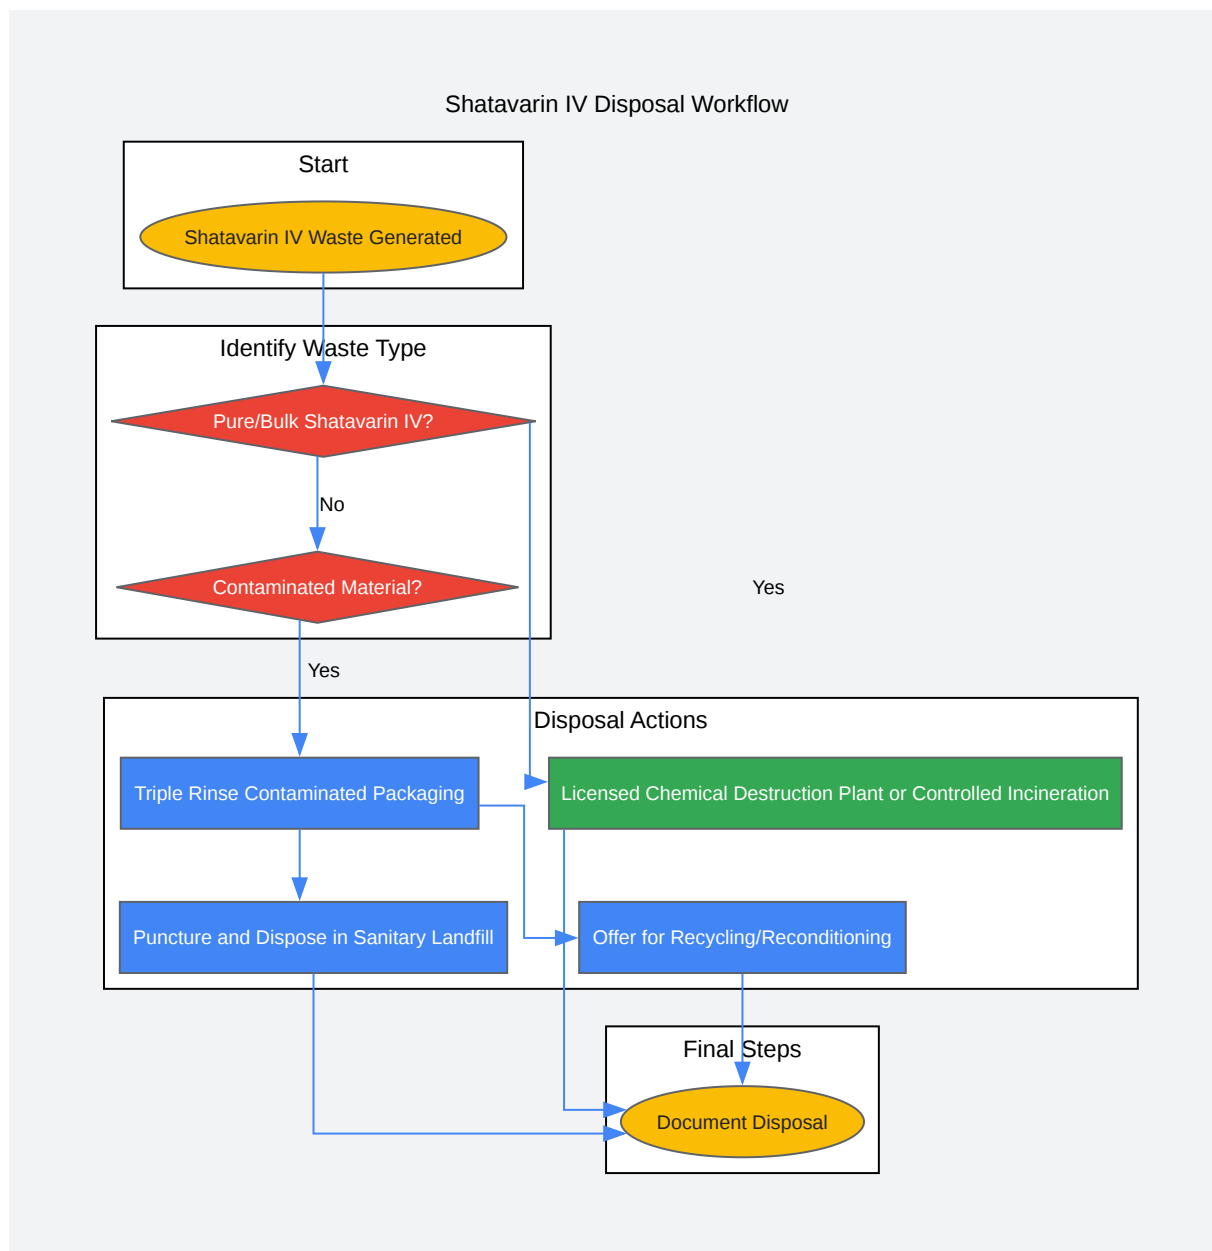 Shatavarin IV Disposal Workflow
Start
Shatavarin IV Waste Generated
Identify Waste Type
Pure/Bulk Shatavarin IV?
No
Contaminated Material?
Yes
Yes
Disposal Actions
Triple Rinse Contaminated Packaging
Licensed Chemical Destruction Plant or Controlled Incineration
Puncture and Dispose in Sanitary Landfill
Offer for Recycling/Reconditioning
Final Steps
Document Disposal